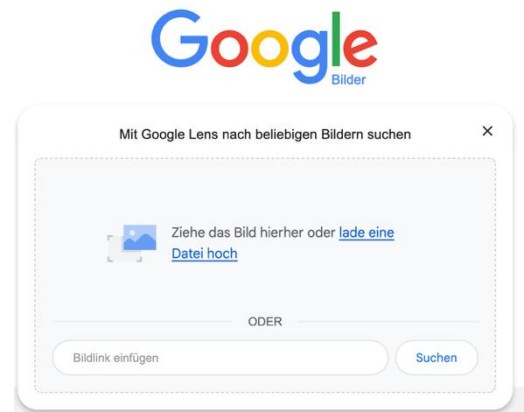 Google
Bilder
Mit Google Lens nach beliebigen Bildern suchen
Ziehe das Bild hierher oder lade eine
Datei hoch
ODER
Bildlink einfügen
Suchen